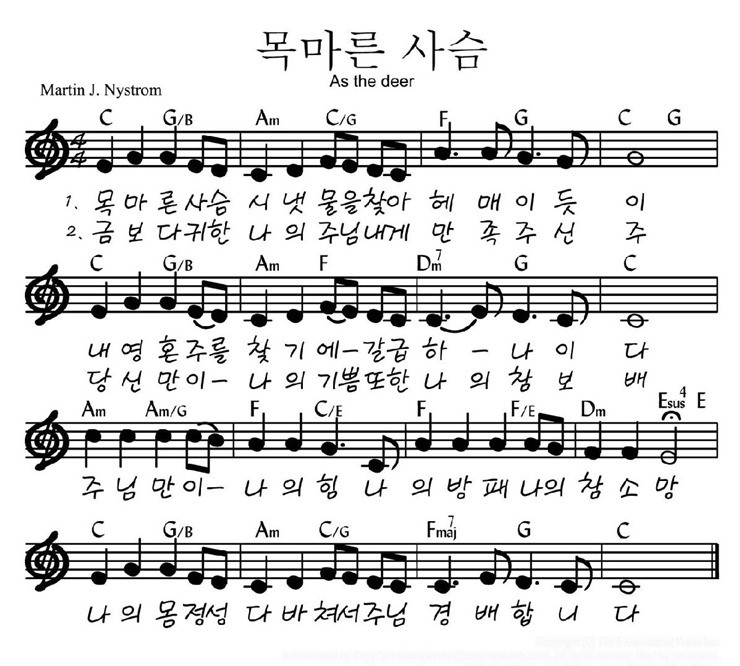 목마른 사슴
As the deer
Martin J. Nystrom
C G/B Am C/G F G C G
1. 목 마 른 사슴 시 냇 물을찾아 헤 매 이 듯 이
2. 금 보 다귀한 나 의 주님내게 만 족 주 신 주
C G/B Am F Dm7 G C
내 영 혼 주를 찾 기 에-갈급 하 - 나 이 다
당 신 만 이- 나 의 기쁨또한 나 의 참 보 배
Am Am/G F C/E F F/E Dm Esus4 E
주 님 만 이- 나 의 힘 나 의 방 패 나의 참 소 망
C G/B Am C/G Fmaj7 G C
나 의 몸 정성 다 바 쳐서주님 경 배 합 니 다